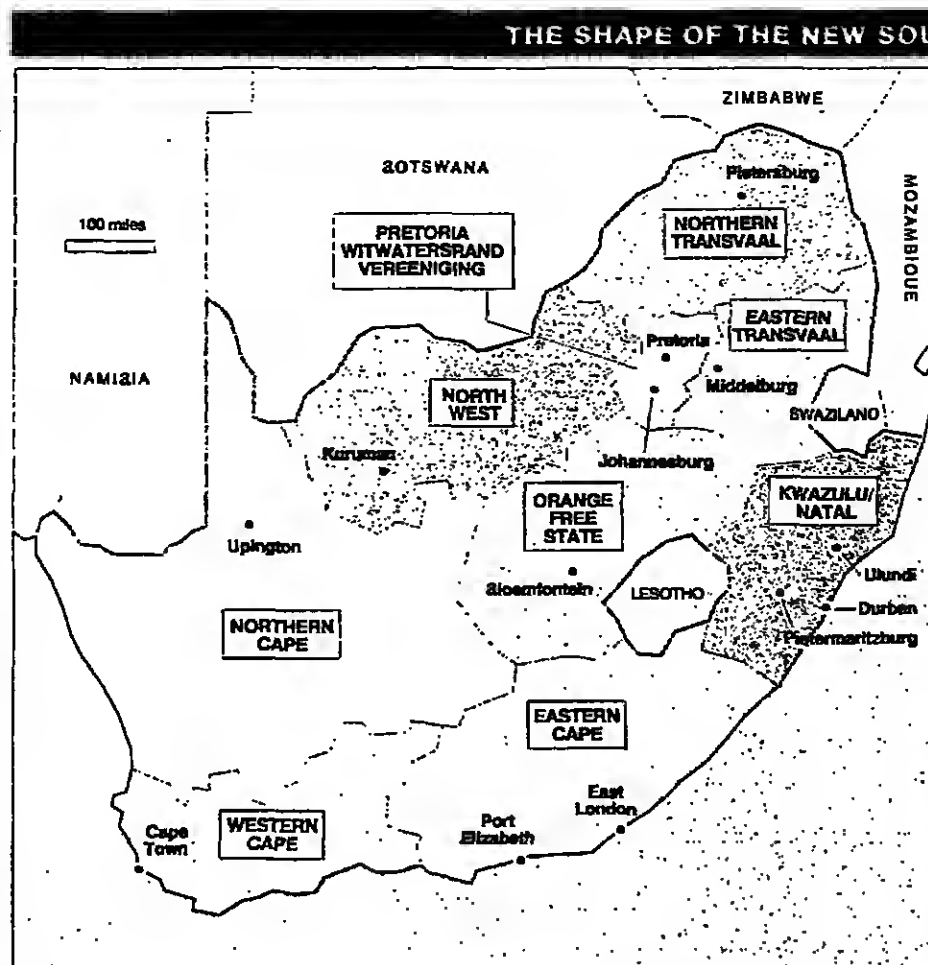 THE SHAPE OF THE NEW SOU
ZIMBABWE
BOTSWANA
Pietersburg
MOZAMBIQUE
100 miles
PRETORIA
WITWATERSRAND
VEREENIGING
NORTHERN
TRANSVAAL
EASTERN
TRANSVAAL
Pretoria
NAMIBIA
Middelburg
NORTH
WEST
SWAZILAND
Kuruman
Johannesburg
KWAZULU/
NATAL
ORANGE
FREE
STATE
Upington
Ulundi
Bloemfontein
LESOTHO
Durban
Pietermaritzburg
NORTHERN
CAPE
EASTERN
CAPE
East
London
Port
Elizabeth
WESTERN
CAPE
Cape
Town